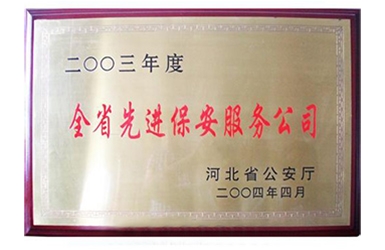 二〇〇三年度
全省先进保安服务公司
河北省公安厅
二〇〇四年四月